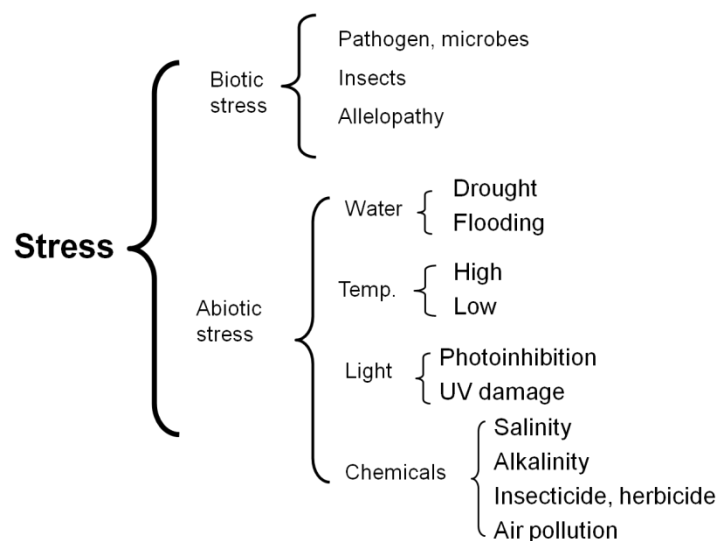 Stress
Biotic
stress
Pathogen, microbes
Insects
Allelopathy
Abiotic
stress
Water
Drought
Flooding
Temp.
High
Low
Light
Photoinhibition
UV damage
Chemicals
Salinity
Alkalinity
Insecticide, herbicide
Air pollution